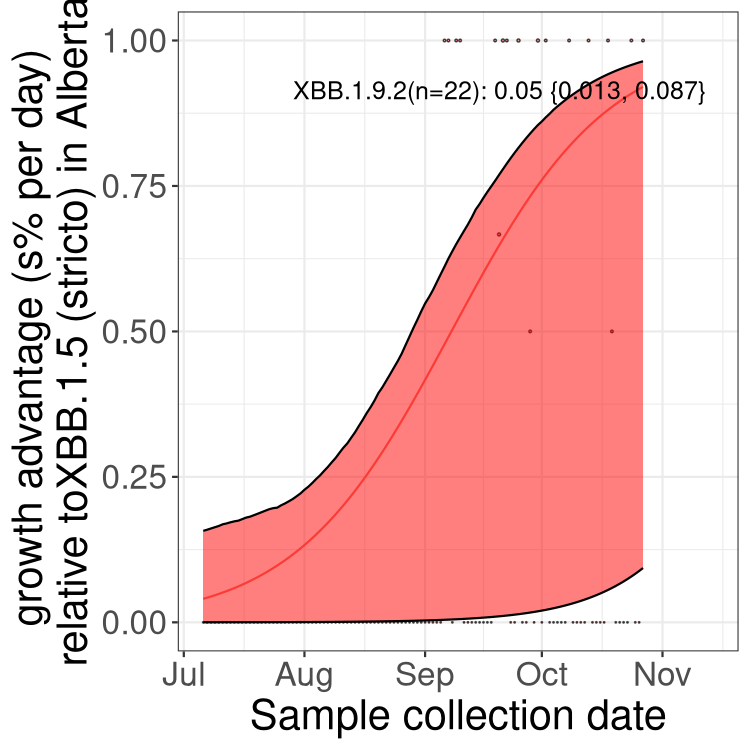 growth advantage (s% per day)
relative toXBB.1.5 (stricto) in Alberta
1.00
XBB.1.9.2(n=22): 0.05 {0.013, 0.087}
0.75
0.50
0.25
0.00
Jul Aug Sep Oct Nov
Sample collection date